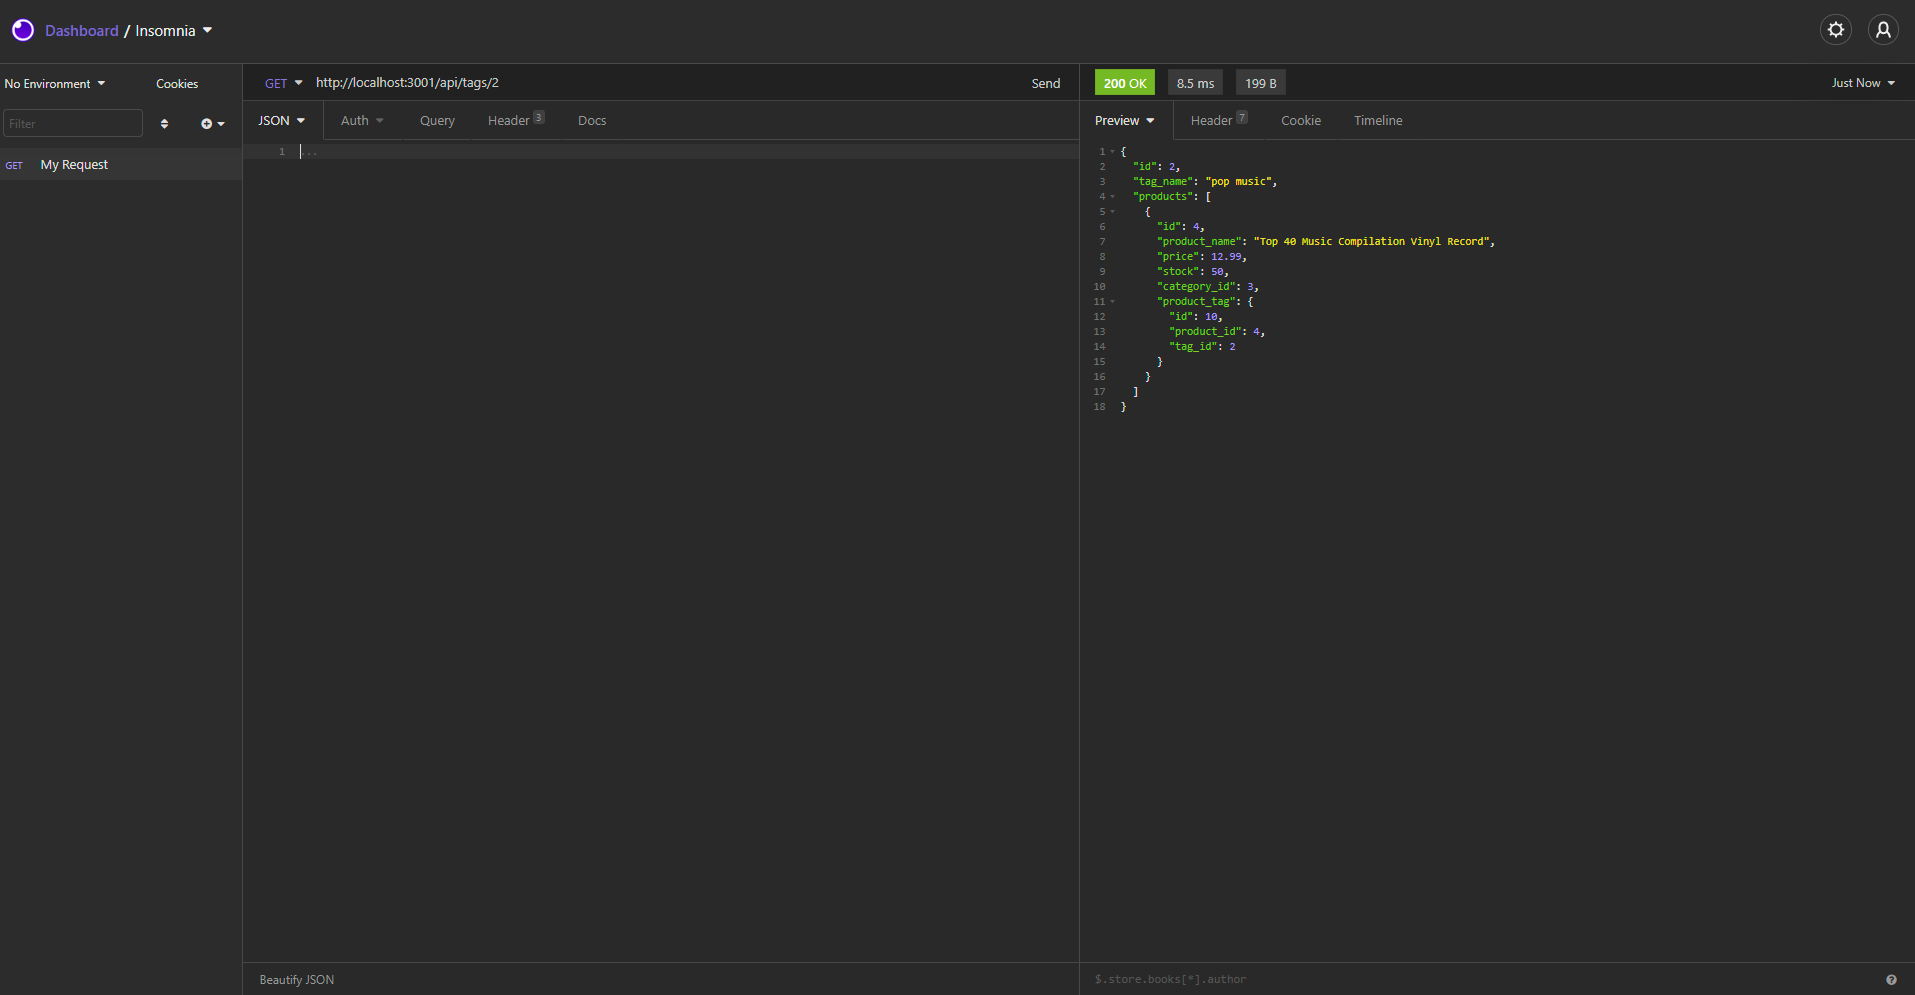 Dashboard / Insomnia
No Environment
Cookies
Filter
GET My Request
GET http://localhost:3001/api/tags/2 Send
JSON Auth Query Header 3 Docs
1 ...
Beautify JSON
200 OK 8.5 ms 199 B Just Now
Preview Header 7 Cookie Timeline
1 {
2 "id": 2,
3 "tag_name": "pop music",
4 "products": [
5 {
6 "id": 4,
7 "product_name": "Top 40 Music Compilation Vinyl Record",
8 "price": 12.99,
9 "stock": 50,
10 "category_id": 3,
11 "product_tag": {
12 "id": 10,
13 "product_id": 4,
14 "tag_id": 2
15 }
16 }
17 ]
18 }
$.store.books[*].author